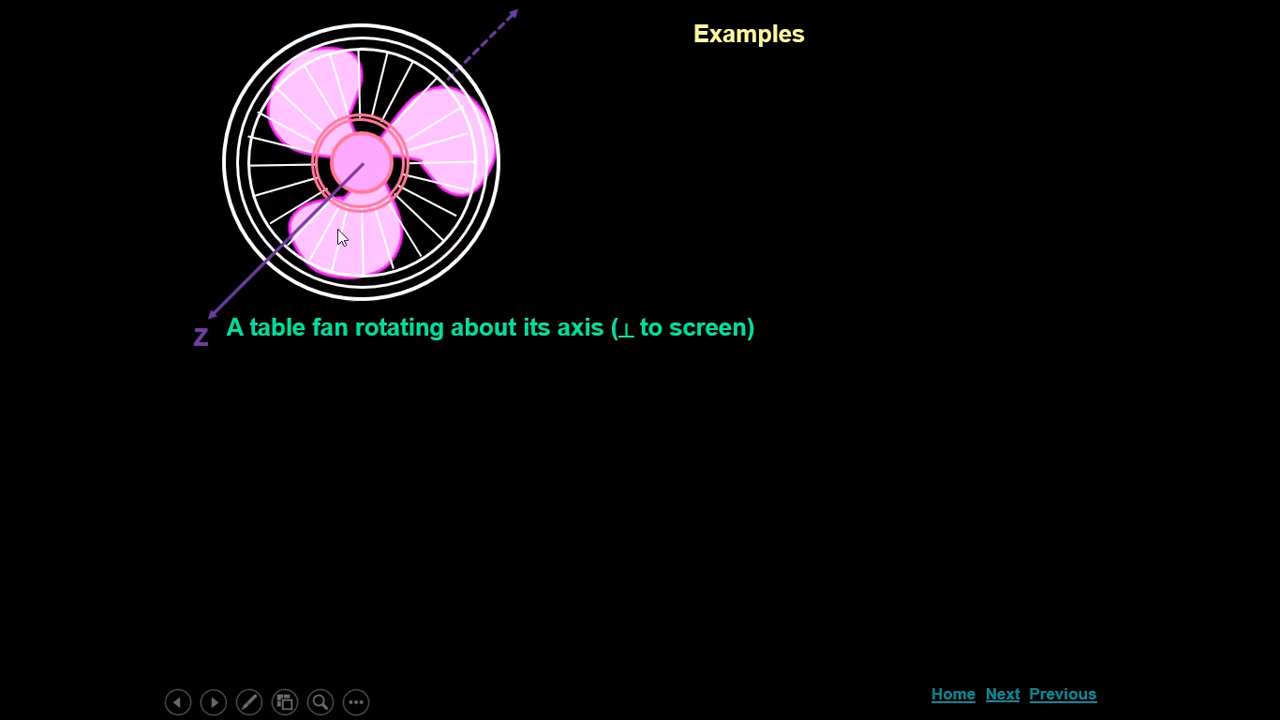 Examples
Z
A table fan rotating about its axis (⊥ to screen)
Home Next Previous